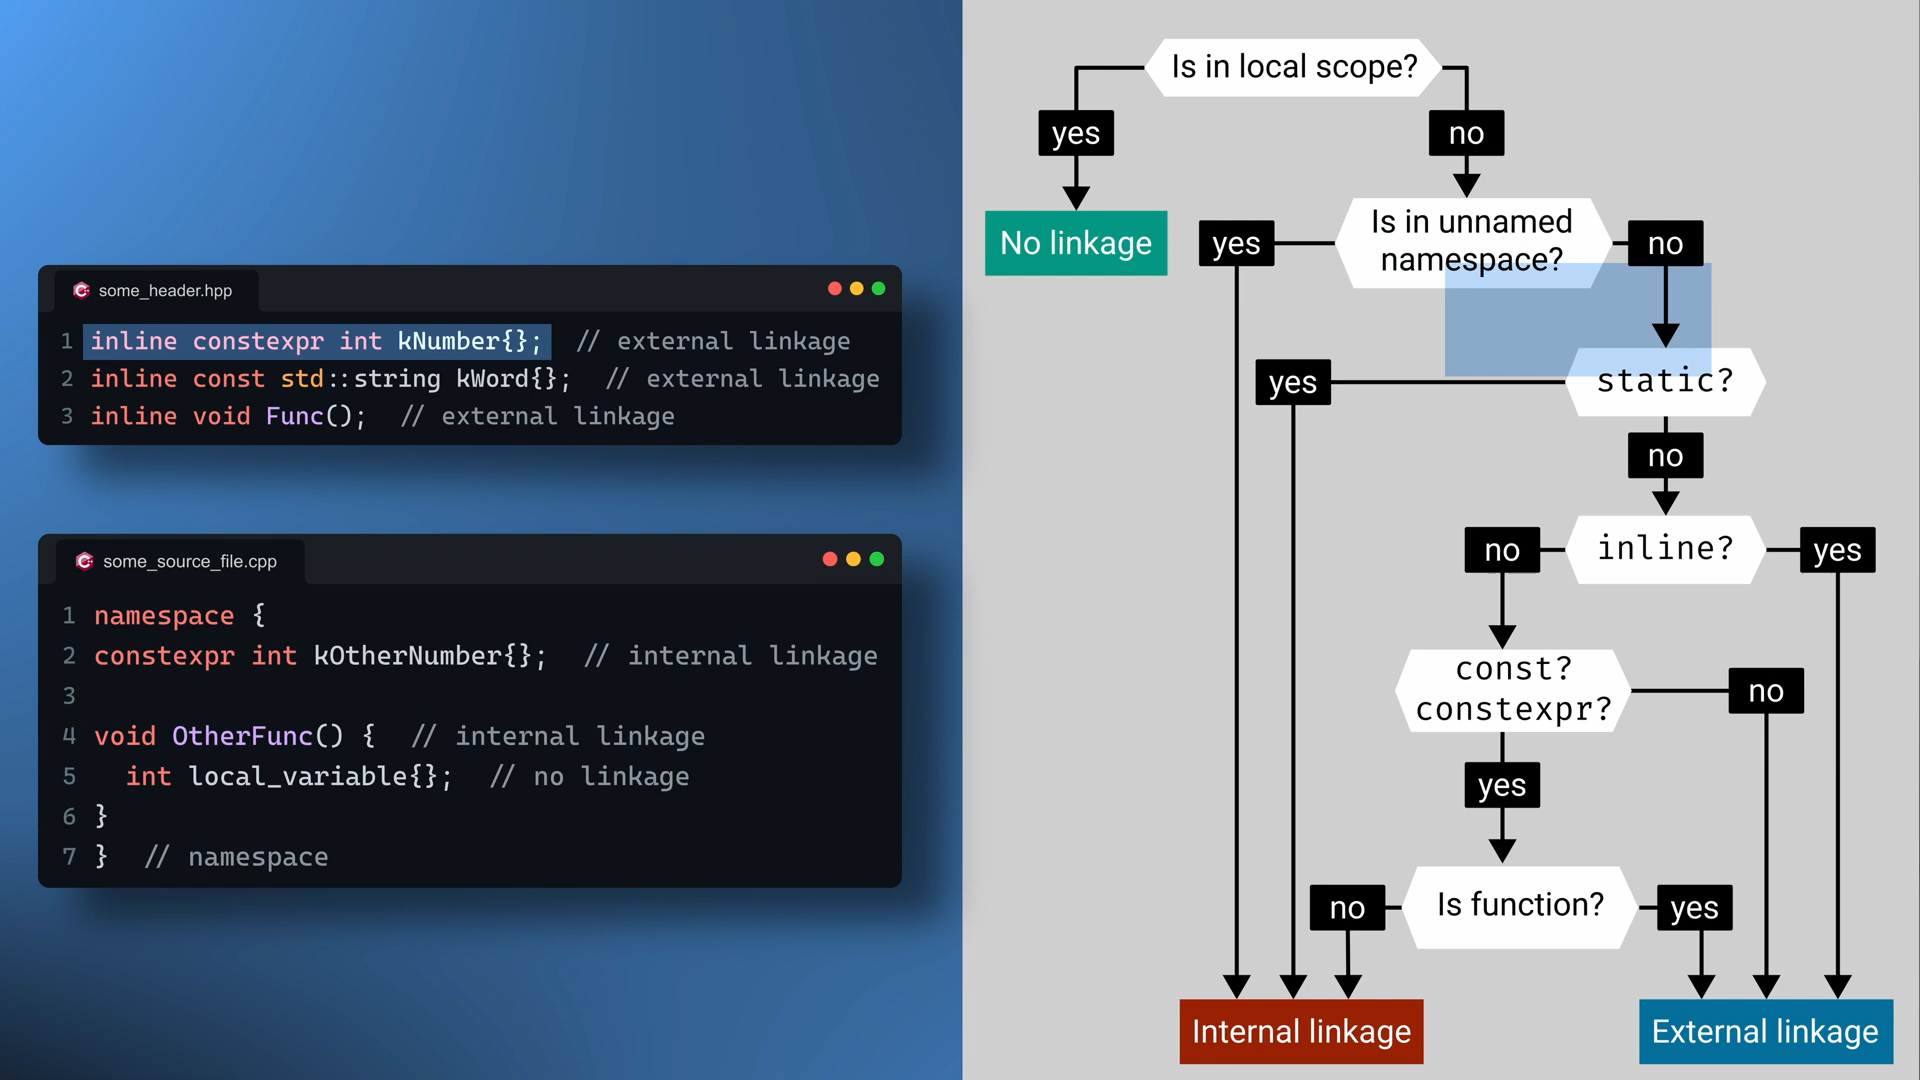 some_header.hpp
1 inline constexpr int kNumber{}; // external linkage
2 inline const std::string kWord{}; // external linkage
3 inline void Func(); // external linkage
some_source_file.cpp
1 namespace {
2 constexpr int kOtherNumber{}; // internal linkage
3
4 void OtherFunc() { // internal linkage
5 int local_variable{}; // no linkage
6 }
7 } // namespace
Is in local scope?
yes
no
No linkage
yes
Is in unnamed
namespace?
no
yes
static?
no
no
inline?
yes
const?
constexpr?
no
yes
no
Is function?
yes
Internal linkage
External linkage